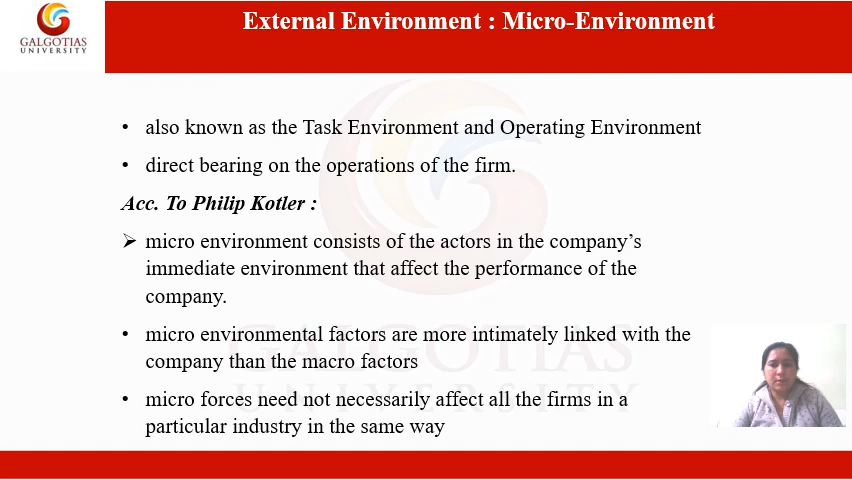 External Environment : Micro-Environment
GALGOTIAS
UNIVERSITY
• also known as the Task Environment and Operating Environment
• direct bearing on the operations of the firm.
Acc. To Philip Kotler :
➢ micro environment consists of the actors in the company’s
immediate environment that affect the performance of the
company.
• micro environmental factors are more intimately linked with the
company than the macro factors
• micro forces need not necessarily affect all the firms in a
particular industry in the same way
GALGOTIAS
UNIVERSITY